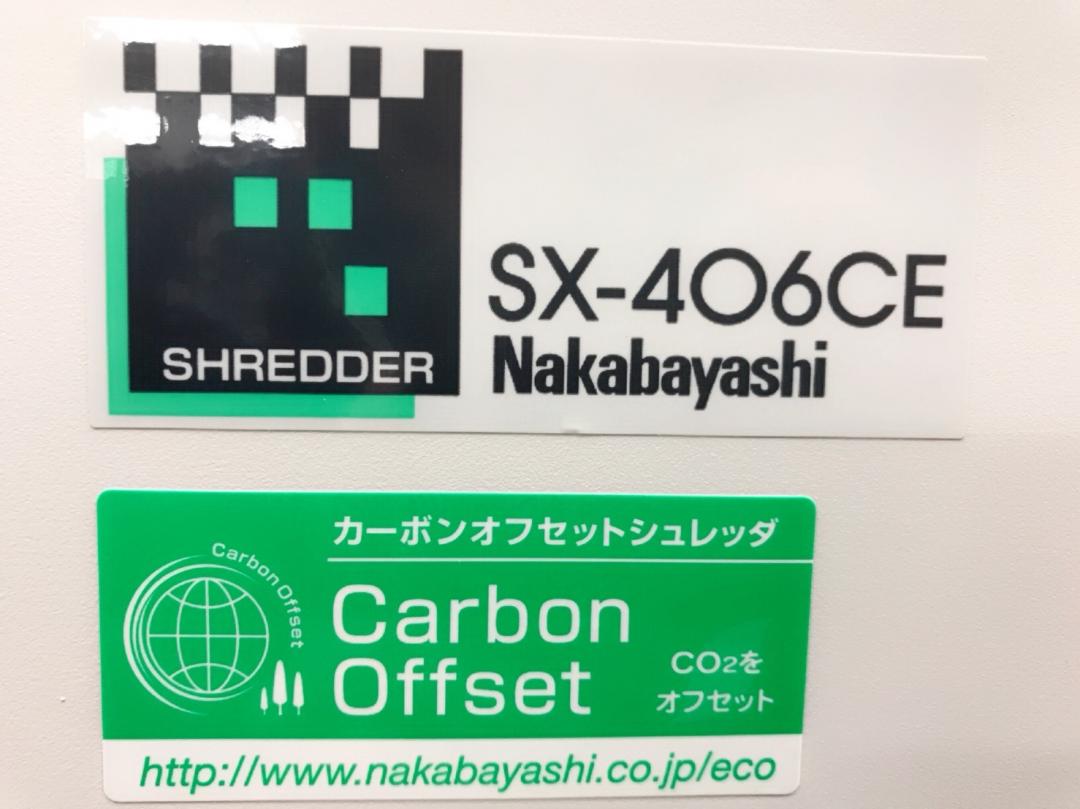 SHREDDER
SX-406CE
Nakabayashi
カーボンオフセットシュレッダ
Carbon Offset
Carbon
Offset
CO2を
オフセット
http://www.nakabayashi.co.jp/eco